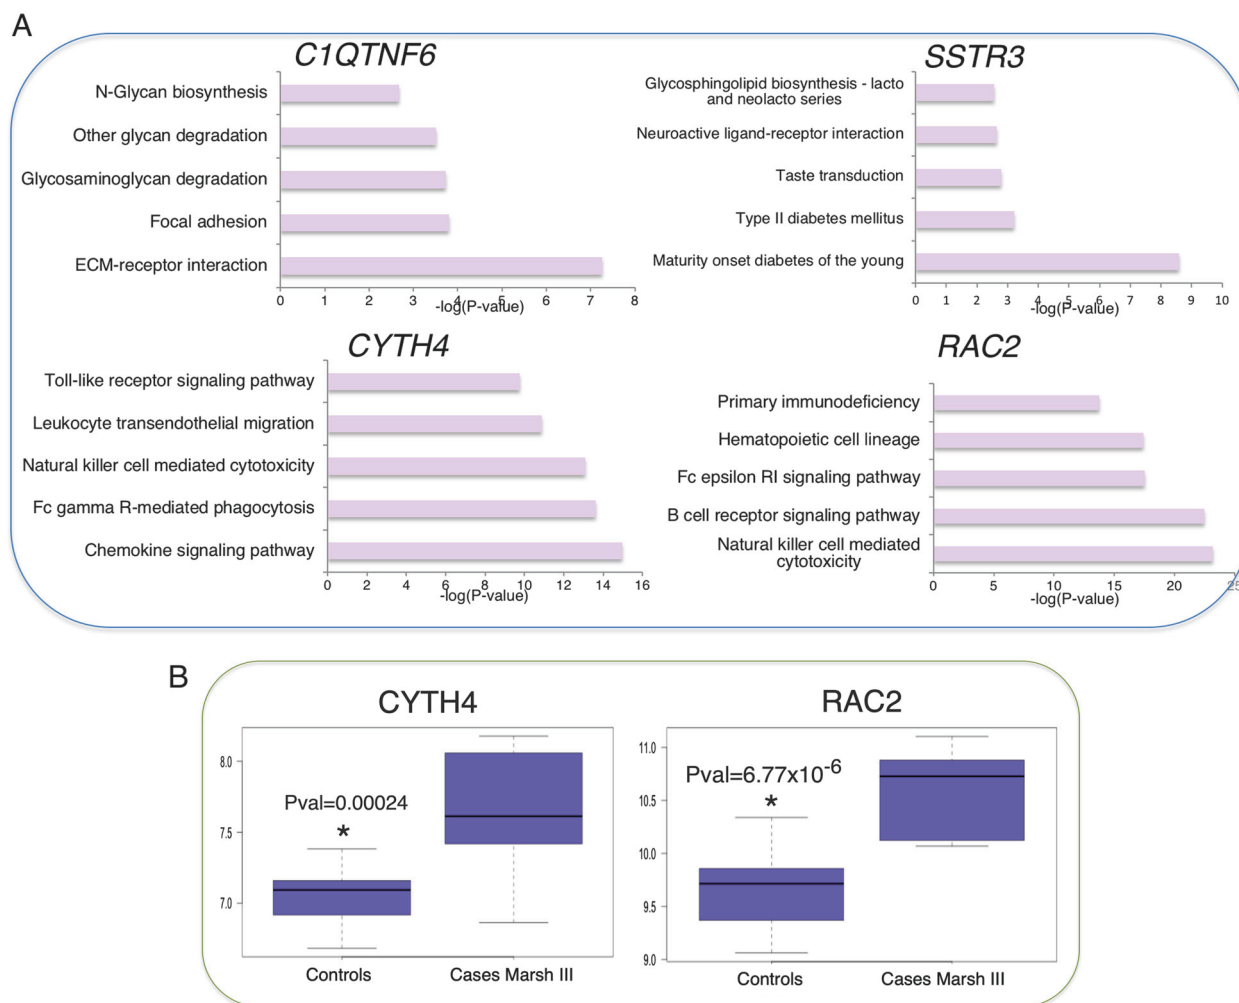 A
C1QTNF6
N-Glycan biosynthesis
Other glycan degradation
Glycosaminoglycan degradation
Focal adhesion
ECM-receptor interaction
0 1 2 3 4 5 6 7 8
-log(P-value)
SSTR3
Glycosphingolipid biosynthesis - lacto
and neolacto series
Neuroactive ligand-receptor interaction
Taste transduction
Type II diabetes mellitus
Maturity onset diabetes of the young
0 1 2 3 4 5 6 7 8 9 10
-log(P-value)
CYTH4
Toll-like receptor signaling pathway
Leukocyte transendothelial migration
Natural killer cell mediated cytotoxicity
Fc gamma R-mediated phagocytosis
Chemokine signaling pathway
0 2 4 6 8 10 12 14 16
-log(P-value)
RAC2
Primary immunodeficiency
Hematopoietic cell lineage
Fc epsilon RI signaling pathway
B cell receptor signaling pathway
Natural killer cell mediated
cytotoxicity
0 5 10 15 20 25
-log(P-value)
B
CYTH4
8.0
7.5
7.0
Pval=0.00024
*
Controls Cases Marsh III
RAC2
11.0
10.5
10.0
9.5
9.0
Pval=6.77x10-6
*
Controls Cases Marsh III